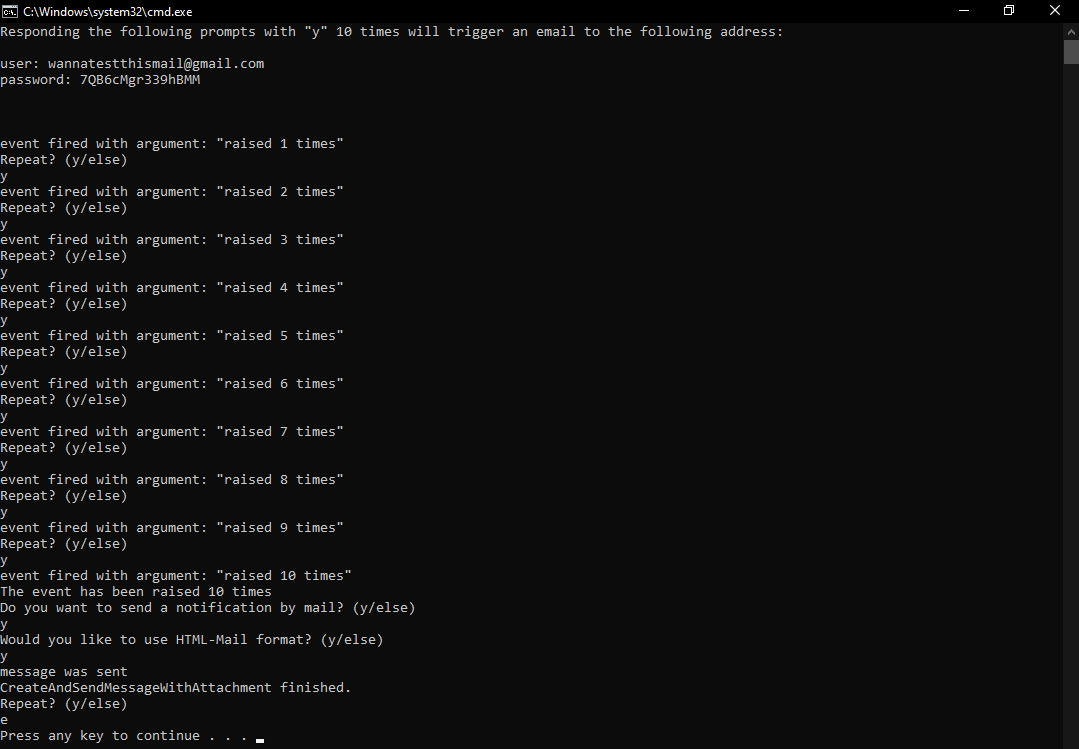 C:\Windows\system32\cmd.exe
Responding the following prompts with "y" 10 times will trigger an email to the following address:
user: wannatestthismail@gmail.com
password: 7QB6cMgr339hBMM
event fired with argument: "raised 1 times"
Repeat? (y/else)
y
event fired with argument: "raised 2 times"
Repeat? (y/else)
y
event fired with argument: "raised 3 times"
Repeat? (y/else)
y
event fired with argument: "raised 4 times"
Repeat? (y/else)
y
event fired with argument: "raised 5 times"
Repeat? (y/else)
y
event fired with argument: "raised 6 times"
Repeat? (y/else)
y
event fired with argument: "raised 7 times"
Repeat? (y/else)
y
event fired with argument: "raised 8 times"
Repeat? (y/else)
y
event fired with argument: "raised 9 times"
Repeat? (y/else)
y
event fired with argument: "raised 10 times"
The event has been raised 10 times
Do you want to send a notification by mail? (y/else)
y
Would you like to use HTML-Mail format? (y/else)
y
message was sent
CreateAndSendMessageWithAttachment finished.
Repeat? (y/else)
e
Press any key to continue . . .